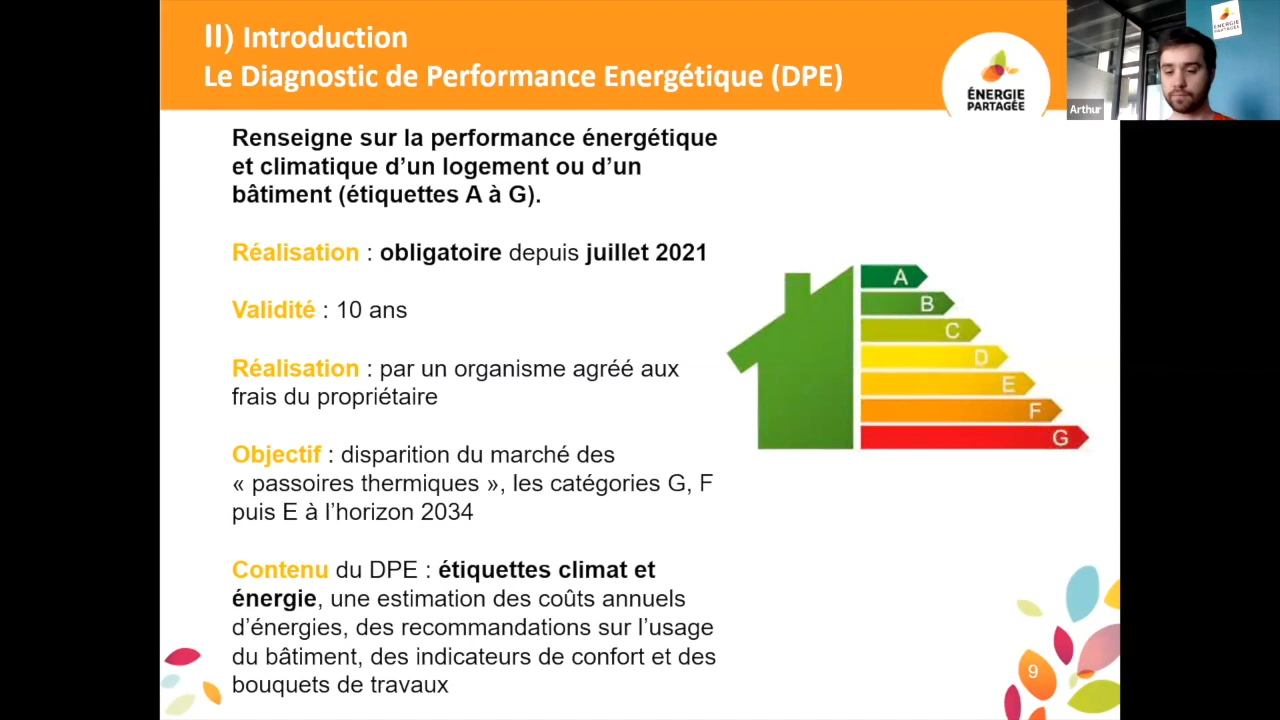 II) Introduction
Le Diagnostic de Performance Energétique (DPE)
ÉNERGIE
PARTAGÉE
ÉNERGIE
PARTAGÉE
Arthur
Renseigne sur la performance énergétique
et climatique d’un logement ou d’un
bâtiment (étiquettes A à G).
Réalisation : obligatoire depuis juillet 2021
Validité : 10 ans
Réalisation : par un organisme agréé aux
frais du propriétaire
Objectif : disparition du marché des
« passoires thermiques », les catégories G, F
puis E à l’horizon 2034
Contenu du DPE : étiquettes climat et
énergie, une estimation des coûts annuels
d’énergies, des recommandations sur l’usage
du bâtiment, des indicateurs de confort et des
bouquets de travaux
A
B
C
D
E
F
G
9